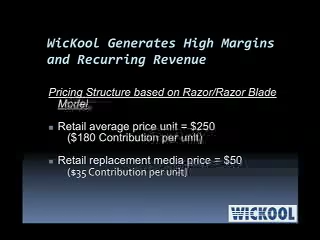 WicKool Generates High Margins
and Recurring Revenue
Pricing Structure based on Razor/Razor Blade
Model
Retail average price unit = $250
($180 Contribution per unit)
Retail replacement media price = $50
($35 Contribution per unit)
WICKOOL